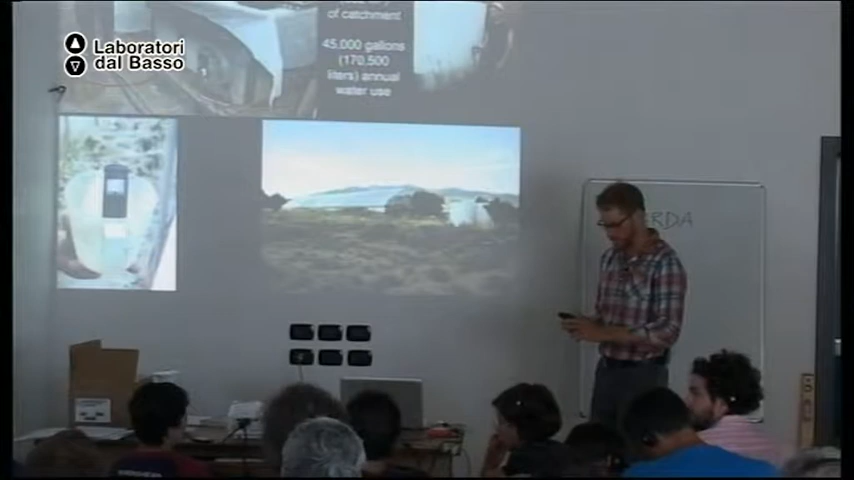 Laboratori
dal Basso
of catchment
45,000 gallons
(170,500
liters) annual
water use